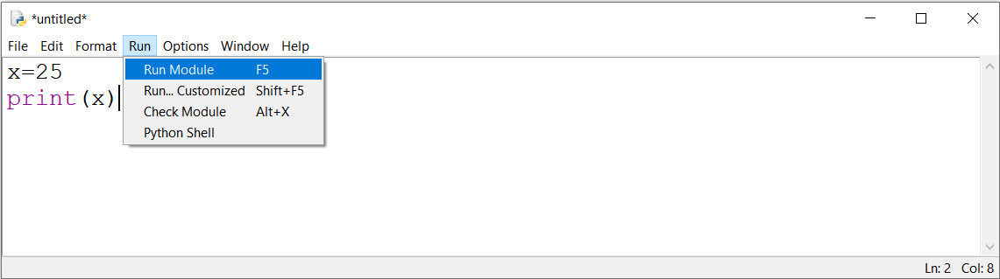 *untitled*
File Edit Format Run Options Window Help
x=25
print(x)
Run Module F5
Run... Customized Shift+F5
Check Module Alt+X
Python Shell
Ln: 2 Col: 8